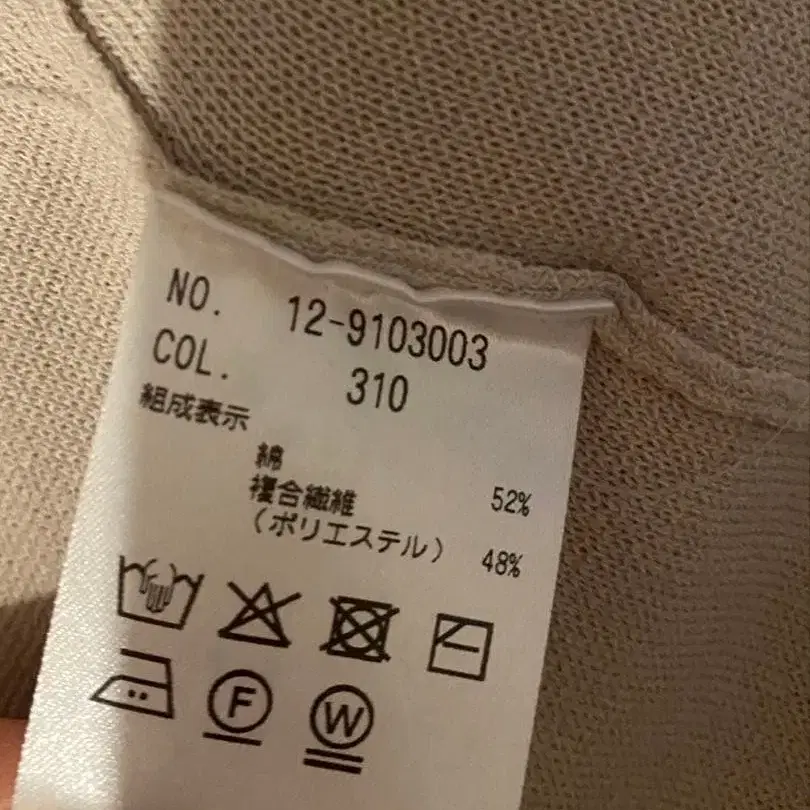 NO. 12-9103003
COL. 310
組成表示
綿 52%
複合繊維
(ポリエステル) 48%
F W